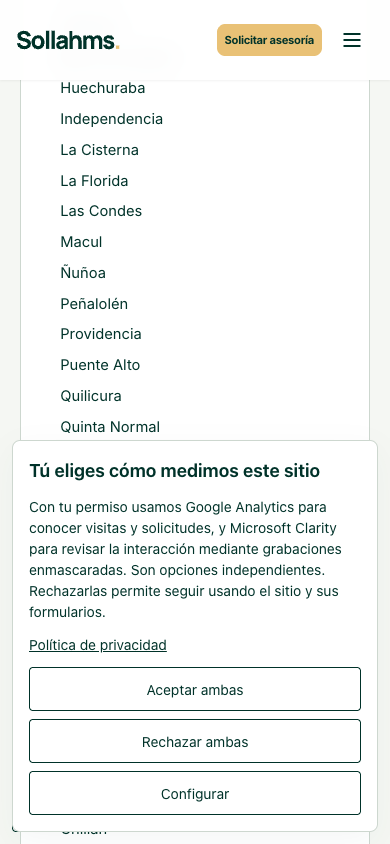 Sollahms.
Solicitar asesoría
Huechuraba
Independencia
La Cisterna
La Florida
Las Condes
Macul
Ñuñoa
Peñalolén
Providencia
Puente Alto
Quilicura
Quinta Normal
Tú eliges cómo medimos este sitio
Con tu permiso usamos Google Analytics para
conocer visitas y solicitudes, y Microsoft Clarity
para revisar la interacción mediante grabaciones
enmascaradas. Son opciones independientes.
Rechazarlas permite seguir usando el sitio y sus
formularios.
Política de privacidad
Aceptar ambas
Rechazar ambas
Configurar